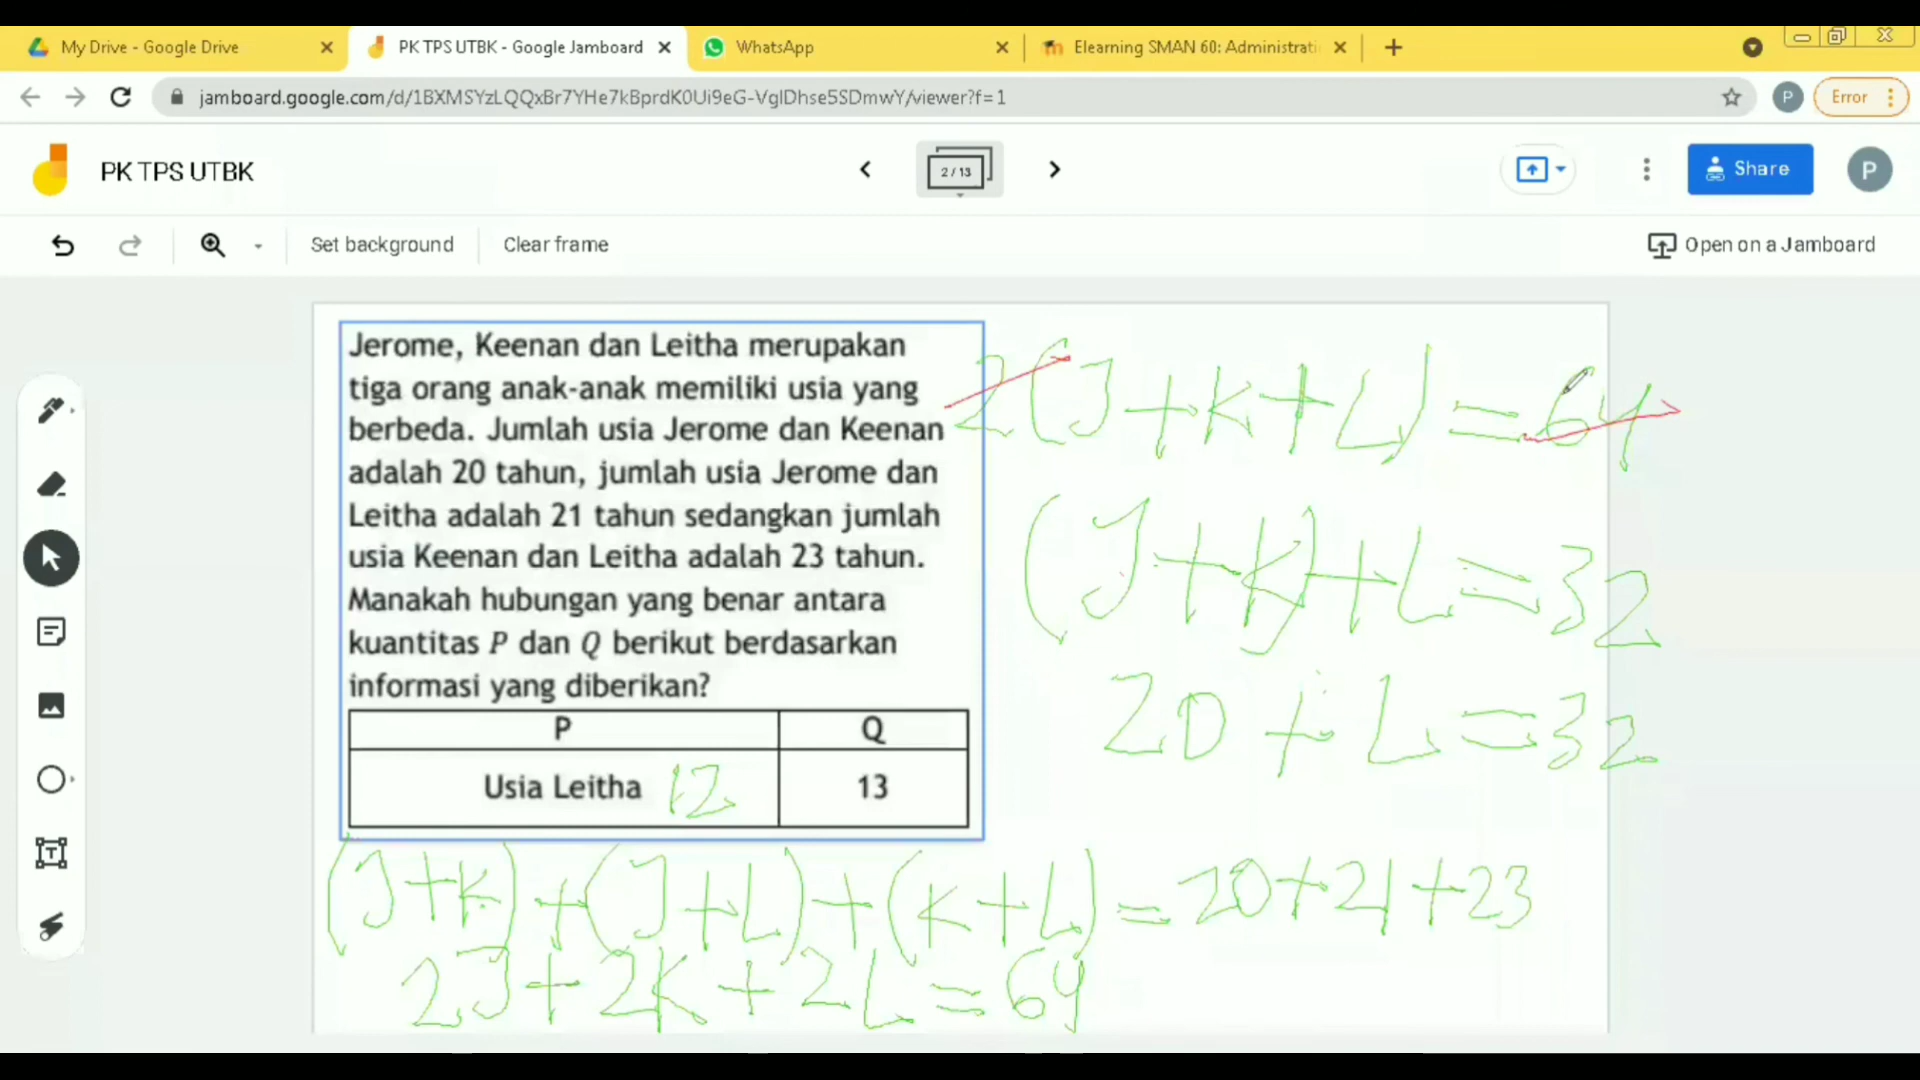 My Drive - Google Drive
PK TPS UTBK - Google Jamboard
WhatsApp
Elearning SMAN 60: Administrati
jamboard.google.com/d/1BXMSYzLQQxBr7YHe7kBprdK0Ui9eG-VglDhse5SDmwY/viewer?f=1
P
Error
PK TPS UTBK
2 / 13
Share
P
Set background
Clear frame
Open on a Jamboard
Jerome, Keenan dan Leitha merupakan
tiga orang anak-anak memiliki usia yang
berbeda. Jumlah usia Jerome dan Keenan
adalah 20 tahun, jumlah usia Jerome dan
Leitha adalah 21 tahun sedangkan jumlah
usia Keenan dan Leitha adalah 23 tahun.
Manakah hubungan yang benar antara
kuantitas P dan Q berikut berdasarkan
informasi yang diberikan?
P Q
Usia Leitha 12 13
2(J+K+L)=64
(J+K)+L=32
20+L=32
(J+K)+(J+L)+(K+L)=20+21+23
2J+2K+2L=64